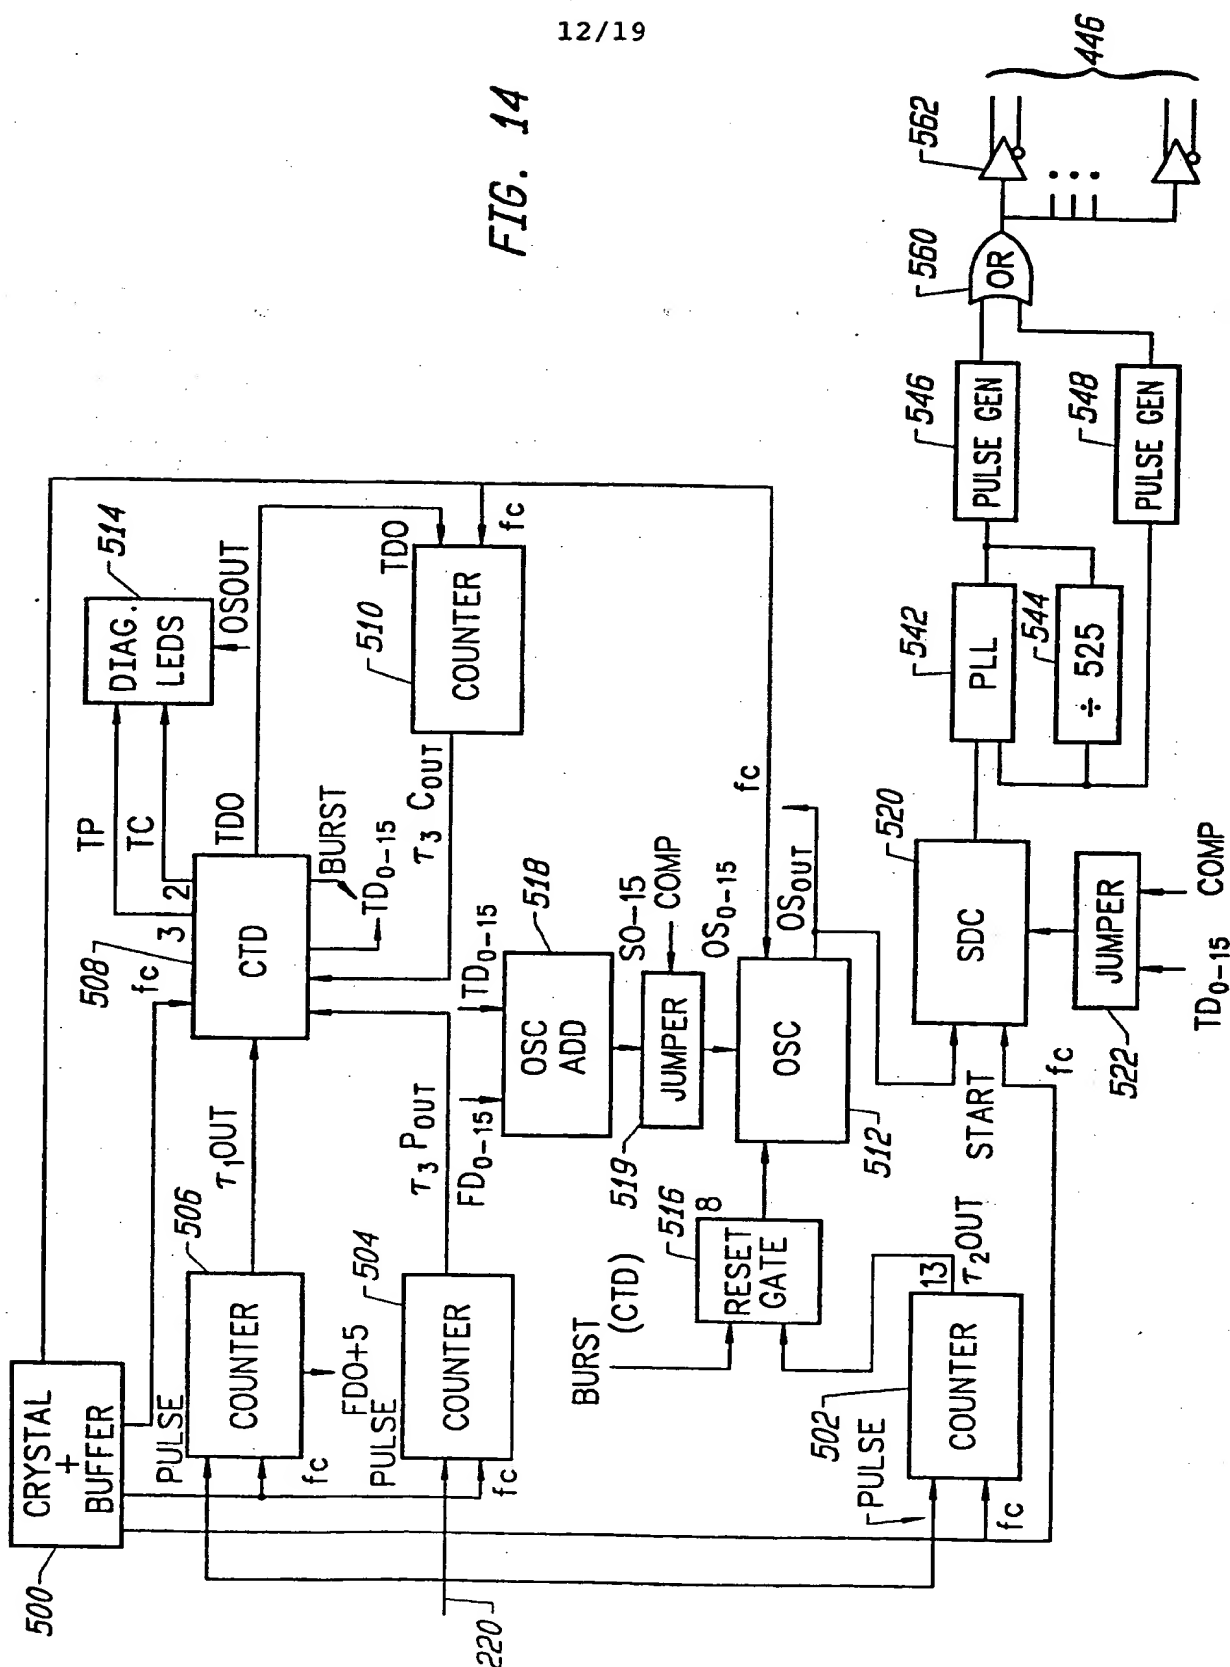 12/19
FIG. 14
CRYSTAL
+
BUFFER
500
PULSE
COUNTER
506
fc
FDO+5
τ1OUT
PULSE
COUNTER
504
fc
220
τ3 POUT
fc
508
CTD
3
2
TP
TC
DIAG.
LEDS
514
OSOUT
TDO
BURST
TD0-15
TDO
fc
COUNTER
510
τ3 COUT
FD0-15
TD0-15
OSC
ADD
518
SO-15
COMP
JUMPER
519
OS0-15
fc
OSC
512
OSOUT
BURST
(CTD)
RESET
GATE
516
8
PULSE
COUNTER
502
fc
13
τ2OUT
START
fc
SDC
520
JUMPER
522
TD0-15
COMP
PLL
542
÷ 525
544
PULSE GEN
546
PULSE GEN
548
OR
560
562
446